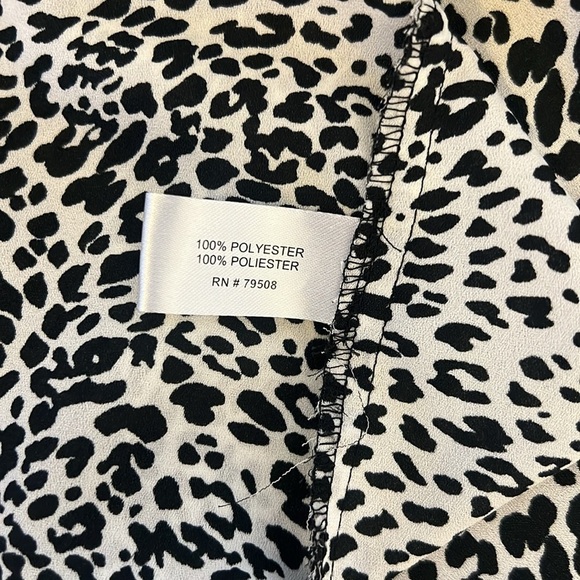 100% POLYESTER
100% POLIESTER
RN # 79508